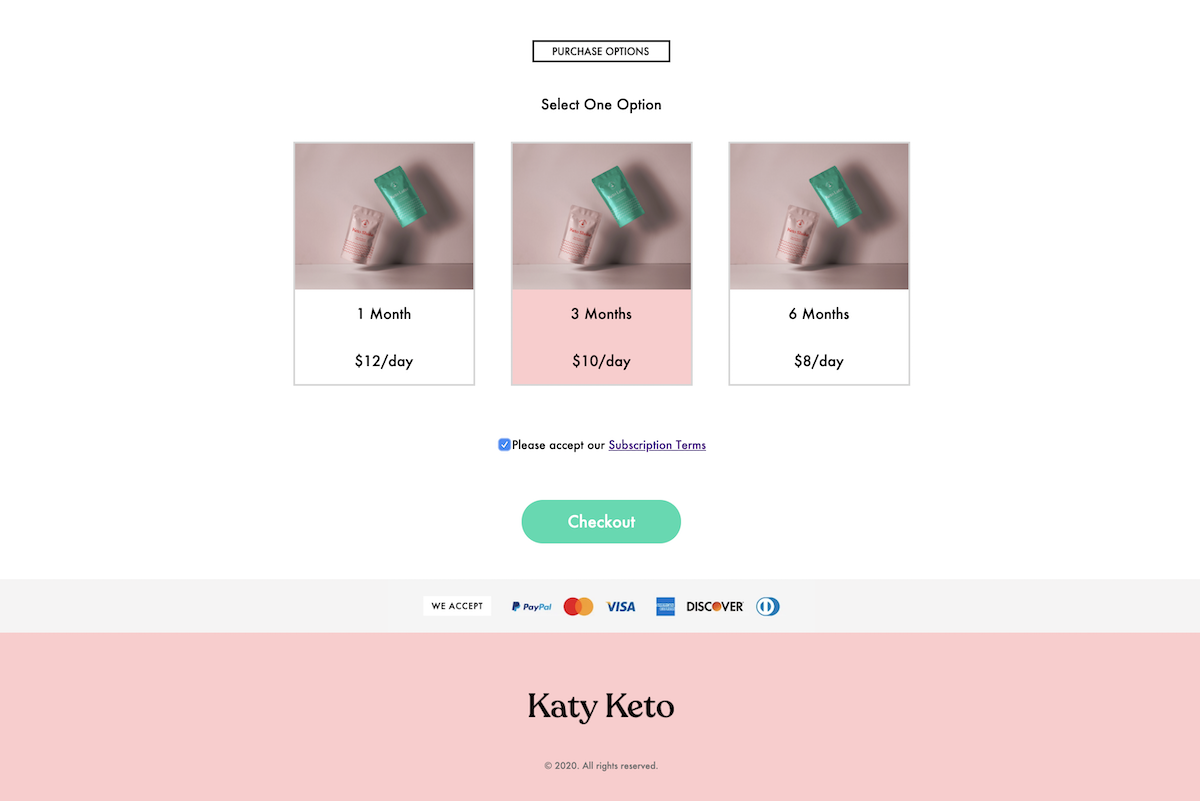 PURCHASE OPTIONS
Select One Option
1 Month
$12/day
3 Months
$10/day
6 Months
$8/day
Please accept our Subscription Terms
Checkout
WE ACCEPT
PayPal
VISA
DISCOVER
Katy Keto
© 2020. All rights reserved.